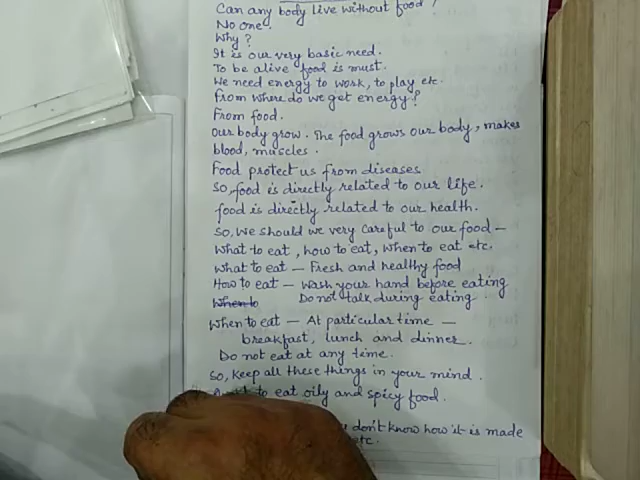 Can any body live without food?
No one.
Why?
It is our very basic need.
To be alive food is must.
We need energy to work, to play etc.
From where do we get energy?
From food.
Our body grow. The food grows our body, makes
blood, muscles.
Food protect us from diseases
So, food is directly related to our life.
food is directly related to our health.
So, we should we very careful to our food —
What to eat, how to eat, when to eat etc.
What to eat — Fresh and healthy food
How to eat — Wash your hand before eating
When to Do not talk during eating.
When to eat — At particular time —
breakfast, lunch and dinner.
Do not eat at any time.
So, keep all these things in your mind.
to eat oily and spicy food.
don't know how it is made
etc.